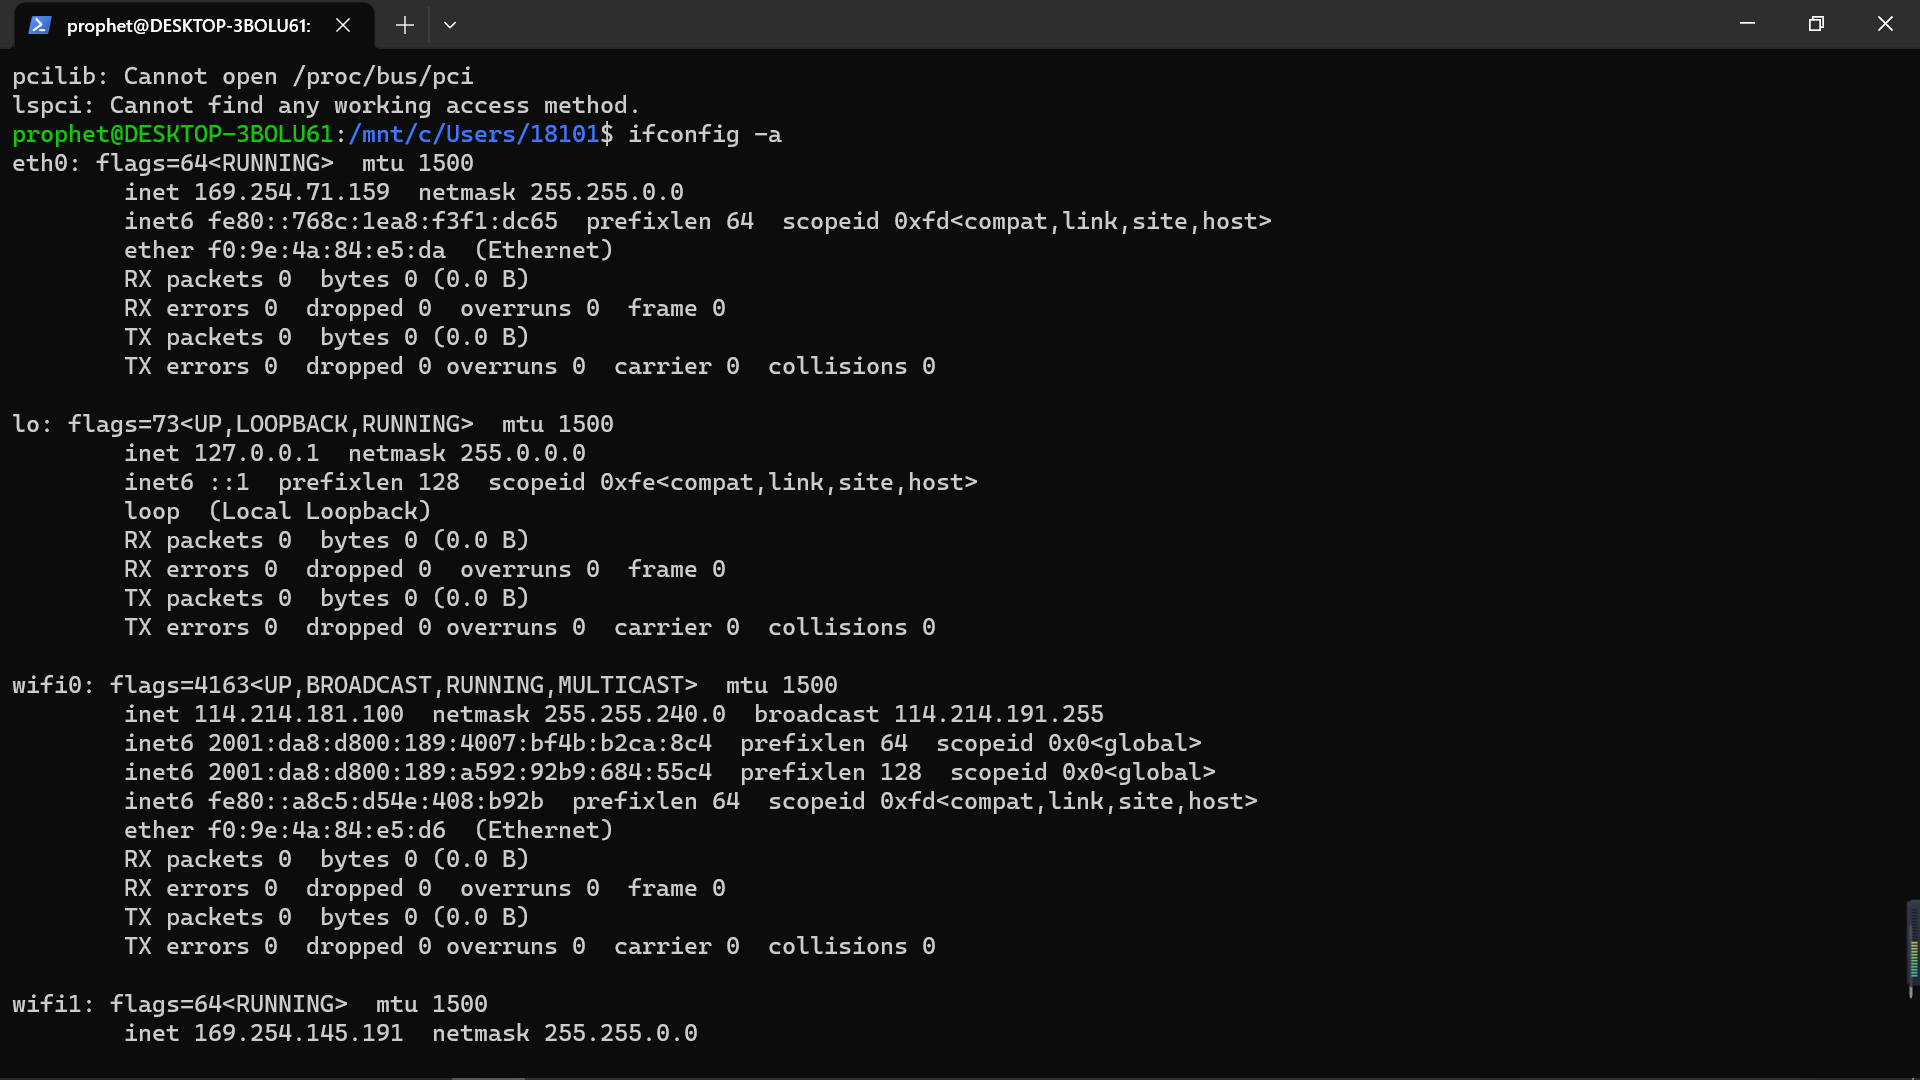 prophet@DESKTOP-3BOLU61:
pcilib: Cannot open /proc/bus/pci
lspci: Cannot find any working access method.
prophet@DESKTOP-3BOLU61:/mnt/c/Users/18101$ ifconfig -a
eth0: flags=64<RUNNING>  mtu 1500
        inet 169.254.71.159  netmask 255.255.0.0
        inet6 fe80::768c:1ea8:f3f1:dc65  prefixlen 64  scopeid 0xfd<compat,link,site,host>
        ether f0:9e:4a:84:e5:da  (Ethernet)
        RX packets 0  bytes 0 (0.0 B)
        RX errors 0  dropped 0  overruns 0  frame 0
        TX packets 0  bytes 0 (0.0 B)
        TX errors 0  dropped 0 overruns 0  carrier 0  collisions 0

lo: flags=73<UP,LOOPBACK,RUNNING>  mtu 1500
        inet 127.0.0.1  netmask 255.0.0.0
        inet6 ::1  prefixlen 128  scopeid 0xfe<compat,link,site,host>
        loop  (Local Loopback)
        RX packets 0  bytes 0 (0.0 B)
        RX errors 0  dropped 0  overruns 0  frame 0
        TX packets 0  bytes 0 (0.0 B)
        TX errors 0  dropped 0 overruns 0  carrier 0  collisions 0

wifi0: flags=4163<UP,BROADCAST,RUNNING,MULTICAST>  mtu 1500
        inet 114.214.181.100  netmask 255.255.240.0  broadcast 114.214.191.255
        inet6 2001:da8:d800:189:4007:bf4b:b2ca:8c4  prefixlen 64  scopeid 0x0<global>
        inet6 2001:da8:d800:189:a592:92b9:684:55c4  prefixlen 128  scopeid 0x0<global>
        inet6 fe80::a8c5:d54e:408:b92b  prefixlen 64  scopeid 0xfd<compat,link,site,host>
        ether f0:9e:4a:84:e5:d6  (Ethernet)
        RX packets 0  bytes 0 (0.0 B)
        RX errors 0  dropped 0  overruns 0  frame 0
        TX packets 0  bytes 0 (0.0 B)
        TX errors 0  dropped 0 overruns 0  carrier 0  collisions 0

wifi1: flags=64<RUNNING>  mtu 1500
        inet 169.254.145.191  netmask 255.255.0.0